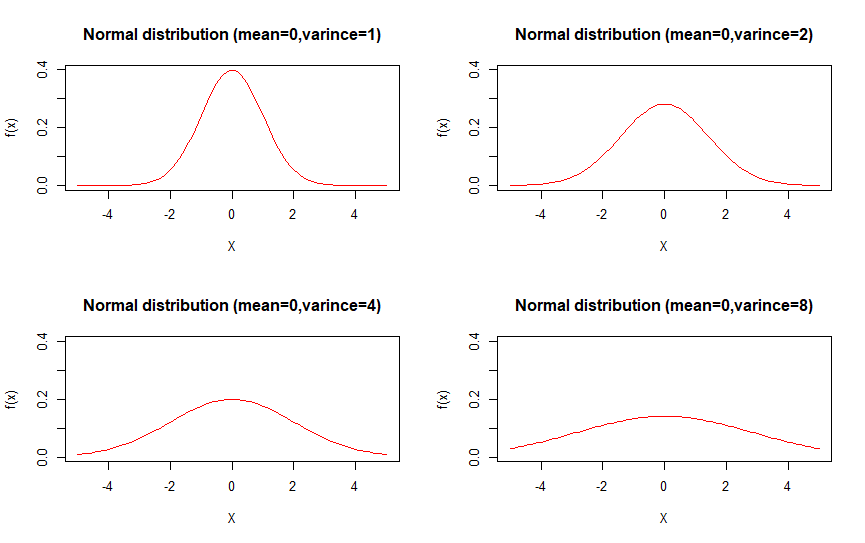 Normal distribution (mean=0,varince=1)
f(x)
0.4
0.2
0.0
-4 -2 0 2 4
X
Normal distribution (mean=0,varince=2)
f(x)
0.4
0.2
0.0
-4 -2 0 2 4
X
Normal distribution (mean=0,varince=4)
f(x)
0.4
0.2
0.0
-4 -2 0 2 4
X
Normal distribution (mean=0,varince=8)
f(x)
0.4
0.2
0.0
-4 -2 0 2 4
X